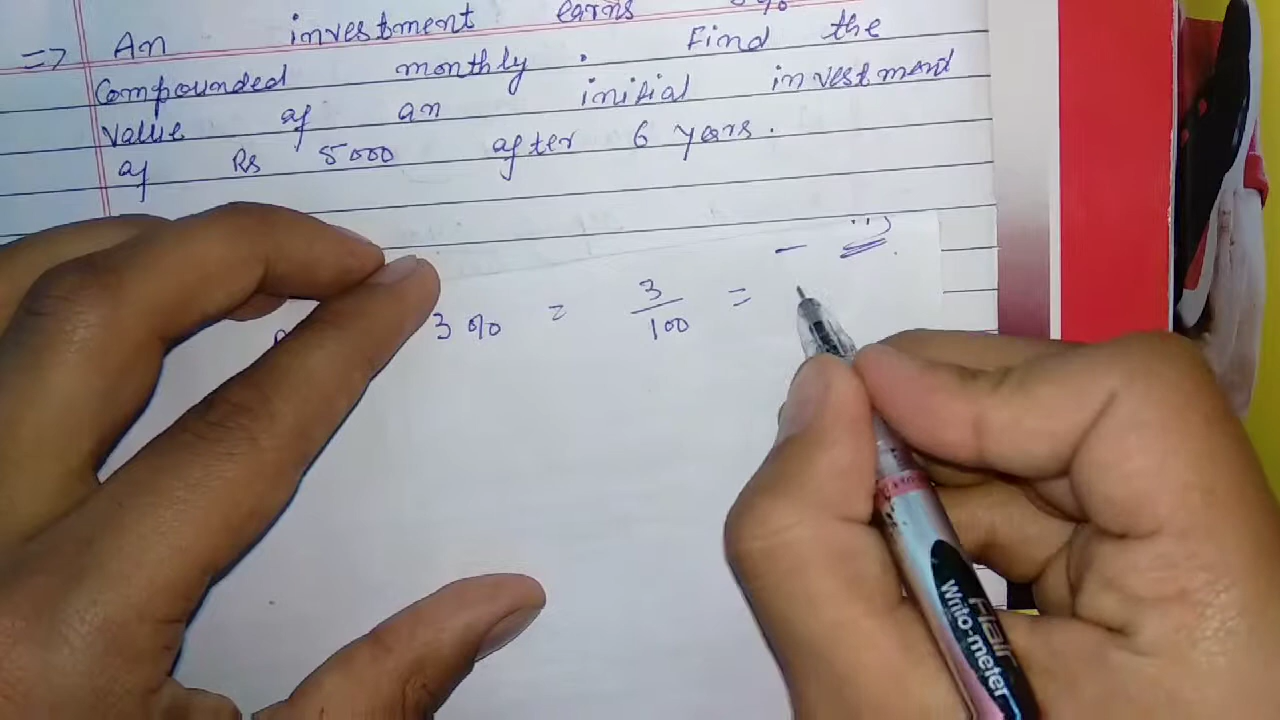 => An investment earns %
Compounded monthly . Find the
Value of an initial investment
of Rs 5000 after 6 years.
3 % = 3/100 =
Flair
Writo-meter